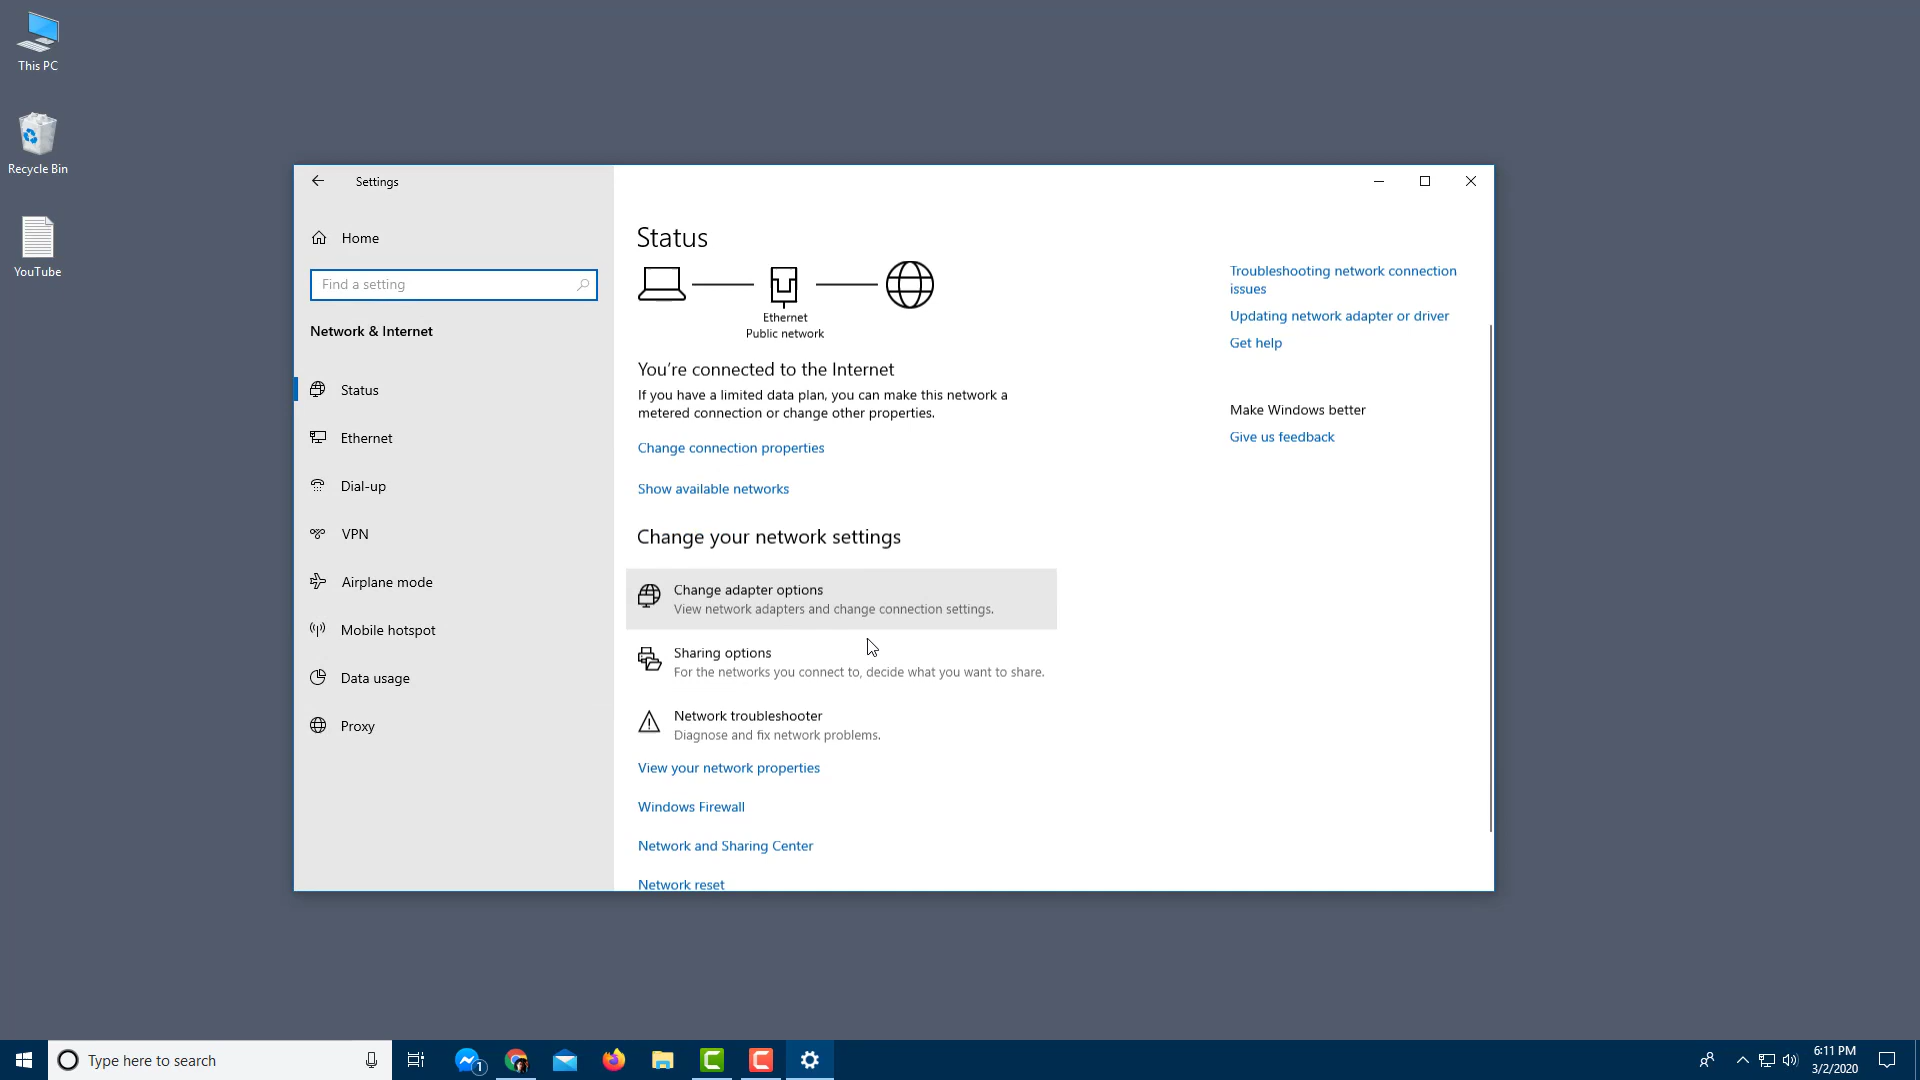 This PC
Recycle Bin
YouTube
Settings
Home
Find a setting
Network & Internet
Status
Ethernet
Dial-up
VPN
Airplane mode
Mobile hotspot
Data usage
Proxy
Status
Ethernet
Public network
You're connected to the Internet
If you have a limited data plan, you can make this network a
metered connection or change other properties.
Change connection properties
Show available networks
Change your network settings
Change adapter options
View network adapters and change connection settings.
Sharing options
For the networks you connect to, decide what you want to share.
Network troubleshooter
Diagnose and fix network problems.
View your network properties
Windows Firewall
Network and Sharing Center
Network reset
Troubleshooting network connection
issues
Updating network adapter or driver
Get help
Make Windows better
Give us feedback
Type here to search
1
6:11 PM
3/2/2020